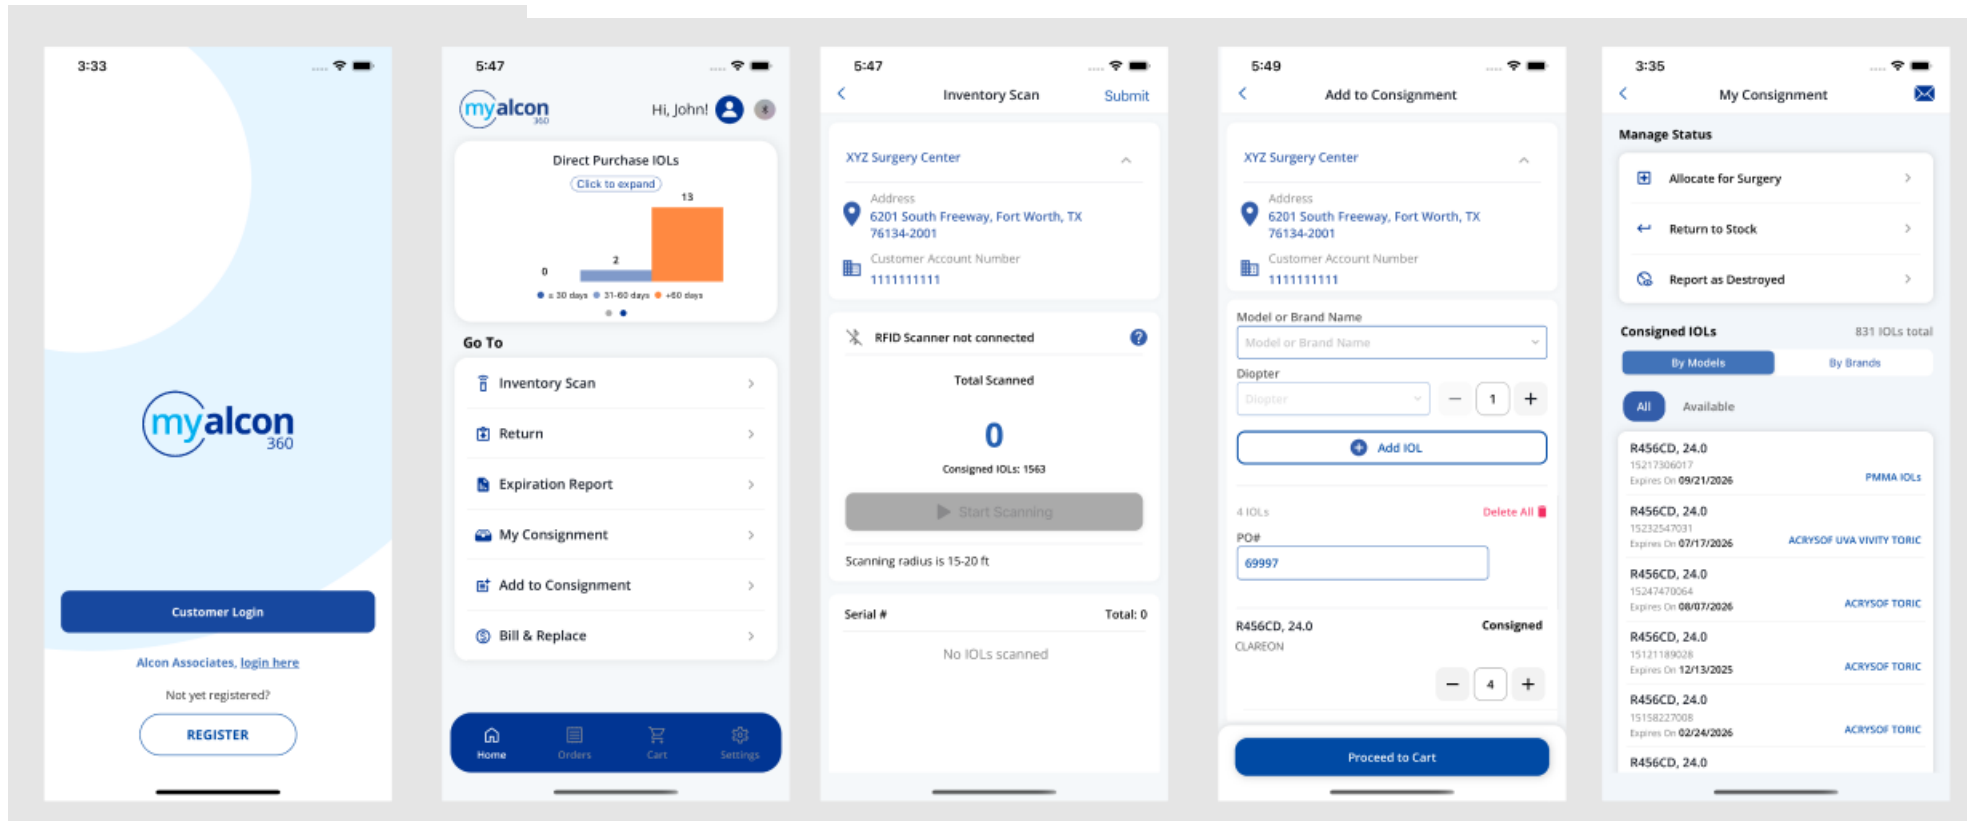 3:33
myalcon
360
Customer Login
Alcon Associates, login here
Not yet registered?
REGISTER
5:47
myalcon
360
Hi, John!
Direct Purchase IOLs
Click to expand
13
2
0
≤ 30 days 31-60 days +60 days
Go To
Inventory Scan
Return
Expiration Report
My Consignment
Add to Consignment
Bill & Replace
Home Orders Cart Settings
5:47
Inventory Scan Submit
XYZ Surgery Center
Address
6201 South Freeway, Fort Worth, TX
76134-2001
Customer Account Number
1111111111
RFID Scanner not connected
Total Scanned
0
Consigned IOLs: 1563
Start Scanning
Scanning radius is 15-20 ft
Serial # Total: 0
No IOLs scanned
5:49
Add to Consignment
XYZ Surgery Center
Address
6201 South Freeway, Fort Worth, TX
76134-2001
Customer Account Number
1111111111
Model or Brand Name
Model or Brand Name
Diopter
Diopter 1
Add IOL
4 IOLs Delete All
PO#
69997
R456CD, 24.0 Consigned
CLAREON
4
Proceed to Cart
3:35
My Consignment
Manage Status
Allocate for Surgery
Return to Stock
Report as Destroyed
Consigned IOLs 831 IOLs total
By Models By Brands
All Available
R456CD, 24.0
15217306017
Expires On 09/21/2026 PMMA IOLs
R456CD, 24.0
15232547031
Expires On 07/17/2026 ACRYSOF UVA VIVITY TORIC
R456CD, 24.0
15247470064
Expires On 08/07/2026 ACRYSOF TORIC
R456CD, 24.0
15121189028
Expires On 12/13/2025 ACRYSOF TORIC
R456CD, 24.0
15158227008
Expires On 02/24/2026 ACRYSOF TORIC
R456CD, 24.0